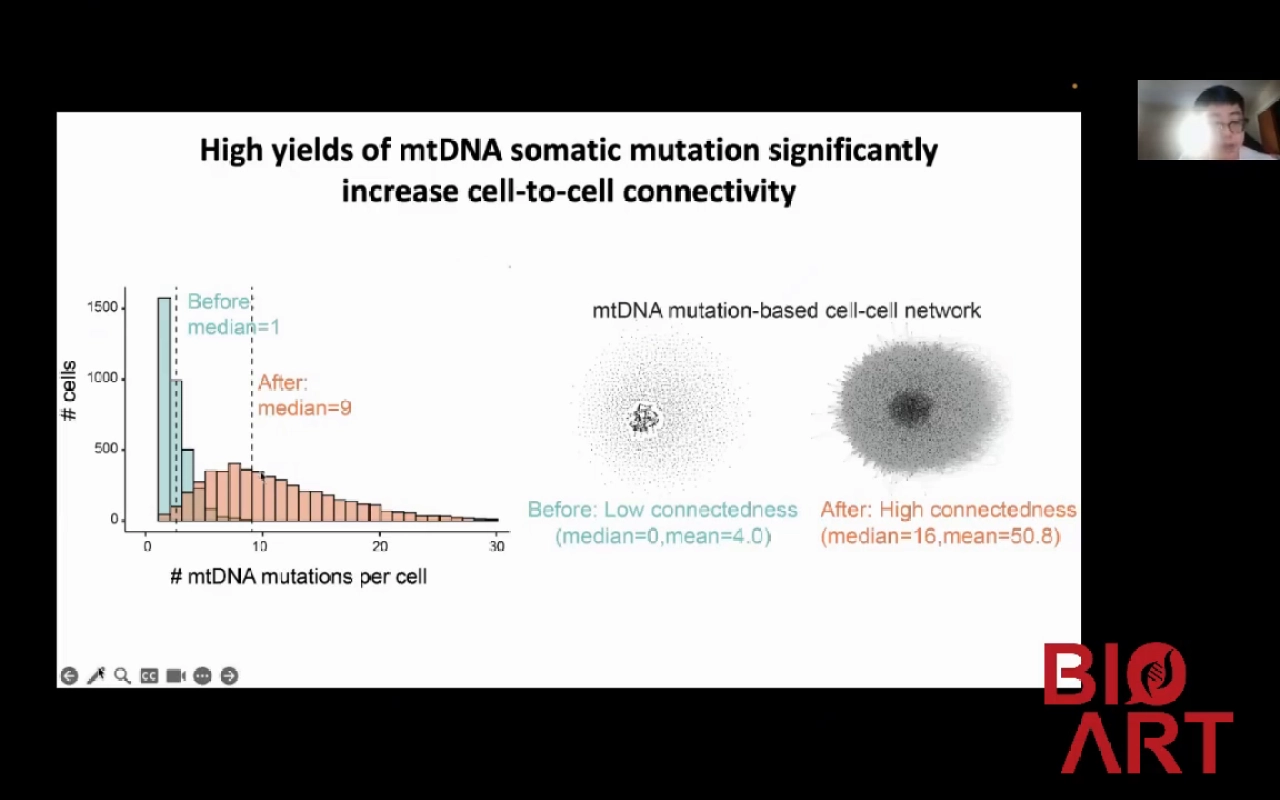 High yields of mtDNA somatic mutation significantly
increase cell-to-cell connectivity
1500
1000
500
0
# cells
Before:
median=1
After:
median=9
0
10
20
30
# mtDNA mutations per cell
mtDNA mutation-based cell-cell network
Before: Low connectedness
(median=0,mean=4.0)
After: High connectedness
(median=16,mean=50.8)
CC
BIO
ART